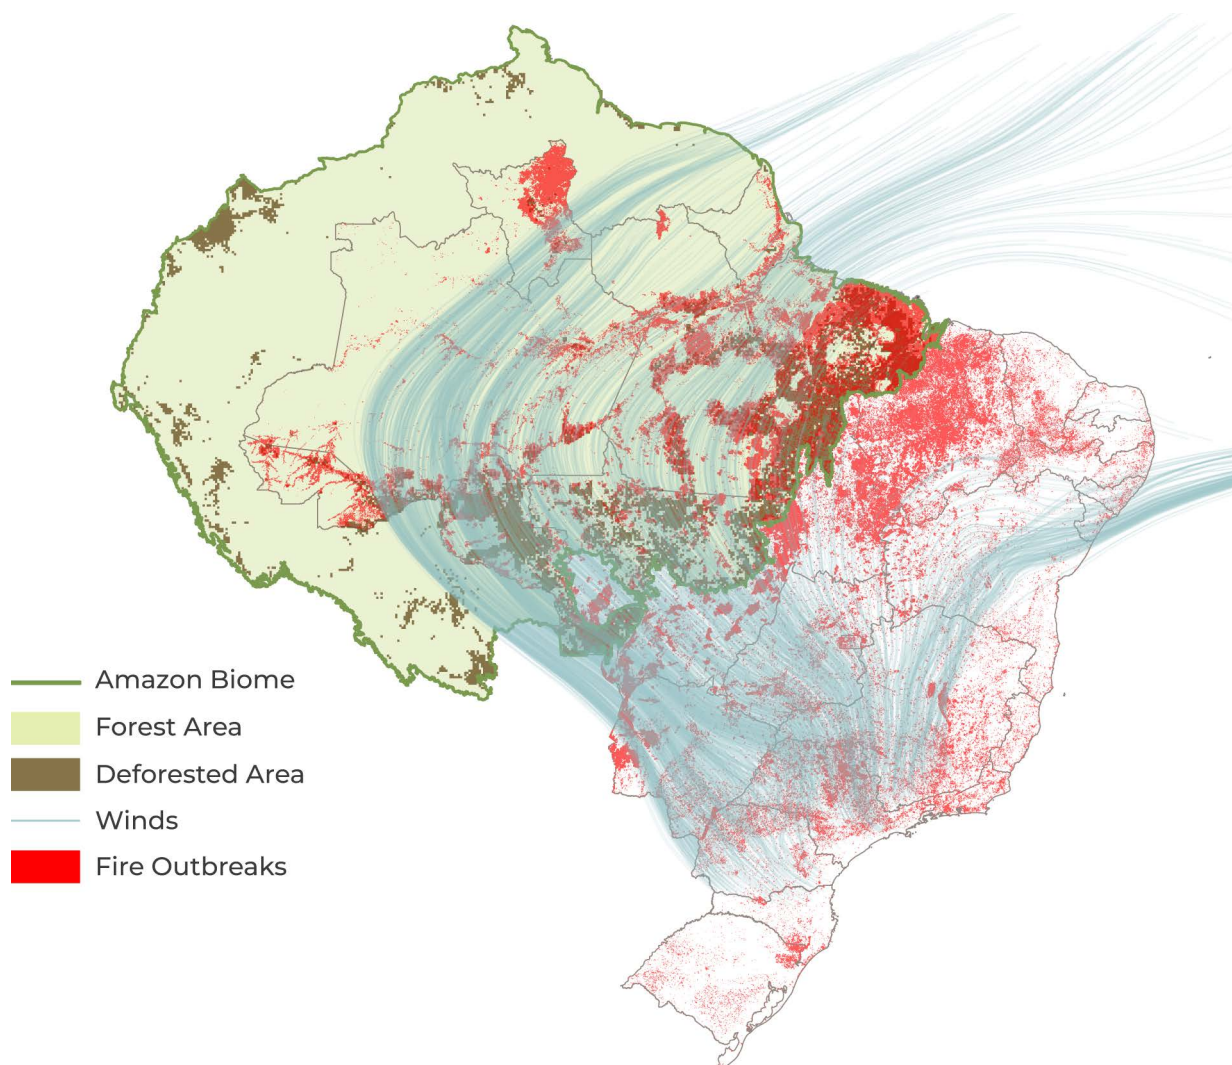 Amazon Biome
Forest Area
Deforested Area
Winds
Fire Outbreaks